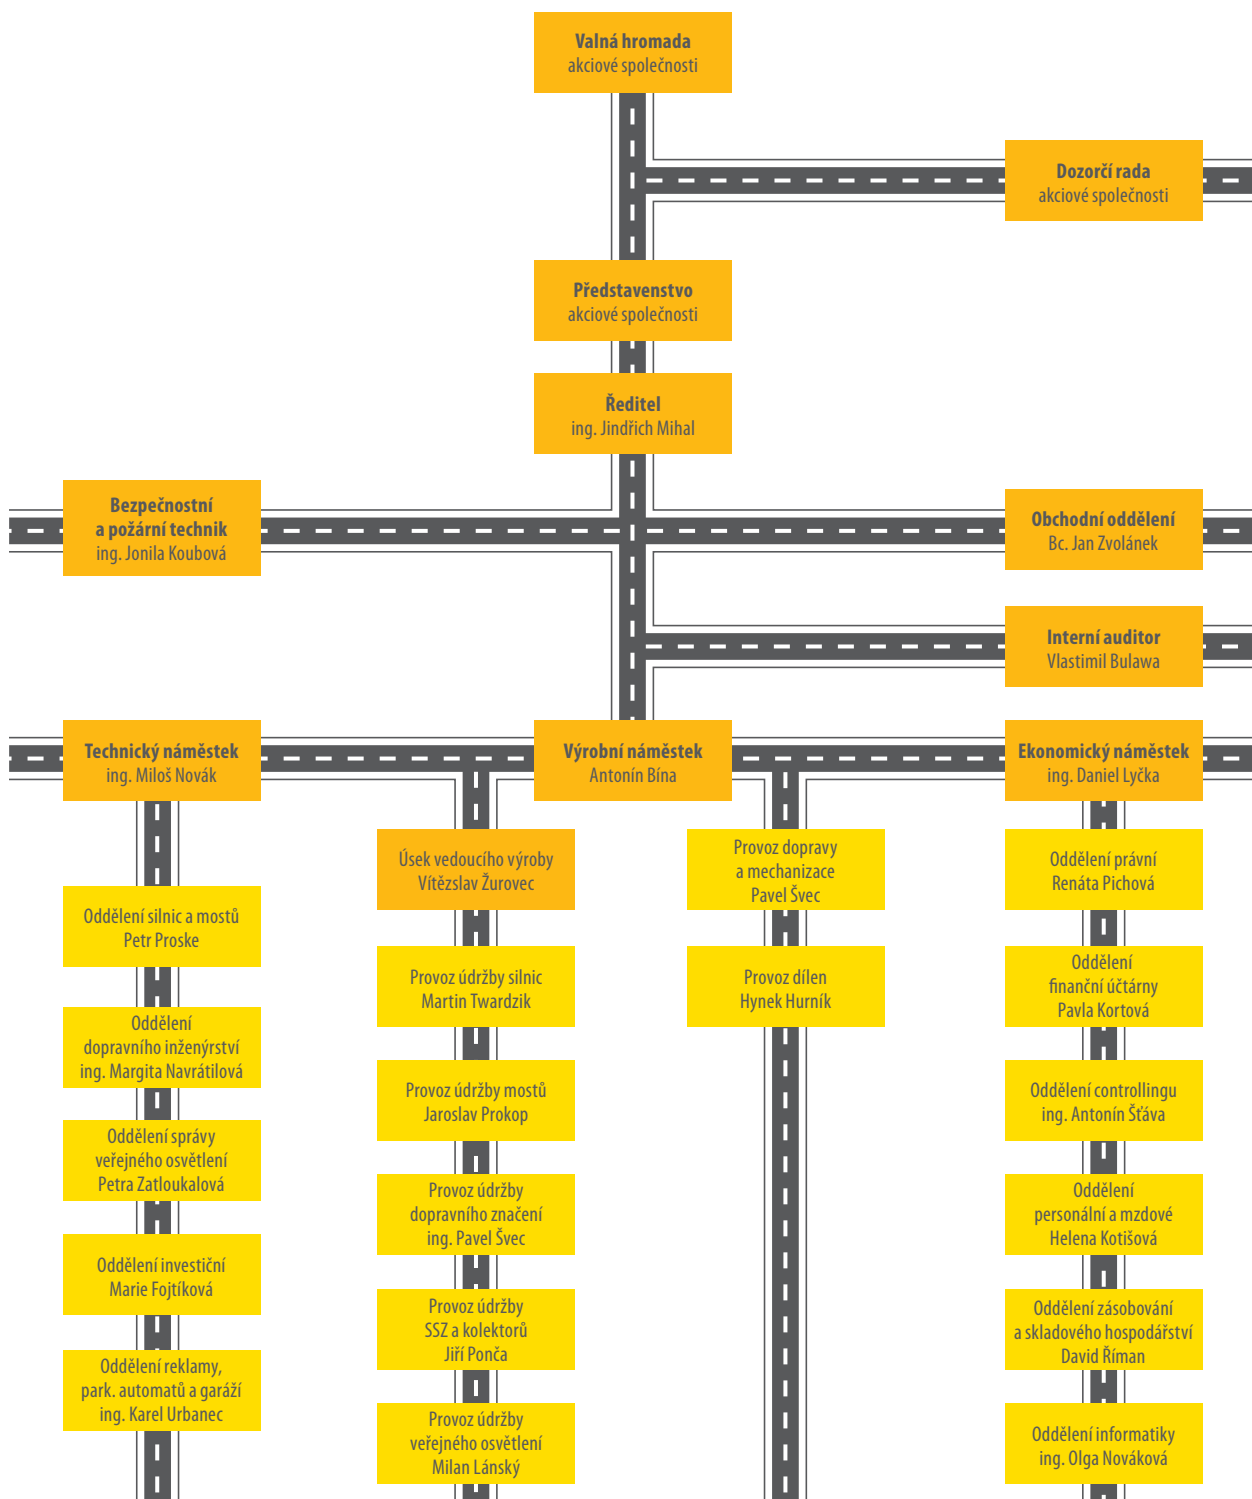 Valná hromada
akciové společnosti
Dozorčí rada
akciové společnosti
Představenstvo
akciové společnosti
Ředitel
ing. Jindřich Mihal
Bezpečnostní
a požární technik
ing. Jonila Koubová
Obchodní oddělení
Bc. Jan Zvolánek
Interní auditor
Vlastimil Bulawa
Technický náměstek
ing. Miloš Novák
Výrobní náměstek
Antonín Bína
Ekonomický náměstek
ing. Daniel Lyčka
Oddělení silnic a mostů
Petr Proske
Oddělení
dopravního inženýrství
ing. Margita Navrátilová
Oddělení správy
veřejného osvětlení
Petra Zatloukalová
Oddělení investiční
Marie Fojtíková
Oddělení reklamy,
park. automatů a garáží
ing. Karel Urbanec
Úsek vedoucího výroby
Vítězslav Žurovec
Provoz údržby silnic
Martin Twardzik
Provoz údržby mostů
Jaroslav Prokop
Provoz údržby
dopravního značení
ing. Pavel Švec
Provoz údržby
SSZ a kolektorů
Jiří Ponča
Provoz údržby
veřejného osvětlení
Milan Lánský
Provoz dopravy
a mechanizace
Pavel Švec
Provoz dílen
Hynek Hurník
Oddělení právní
Renáta Pichová
Oddělení
finanční účtárny
Pavla Kortová
Oddělení controllingu
ing. Antonín Šťáva
Oddělení
personální a mzdové
Helena Kotišová
Oddělení zásobování
a skladového hospodářství
David Říman
Oddělení informatiky
ing. Olga Nováková